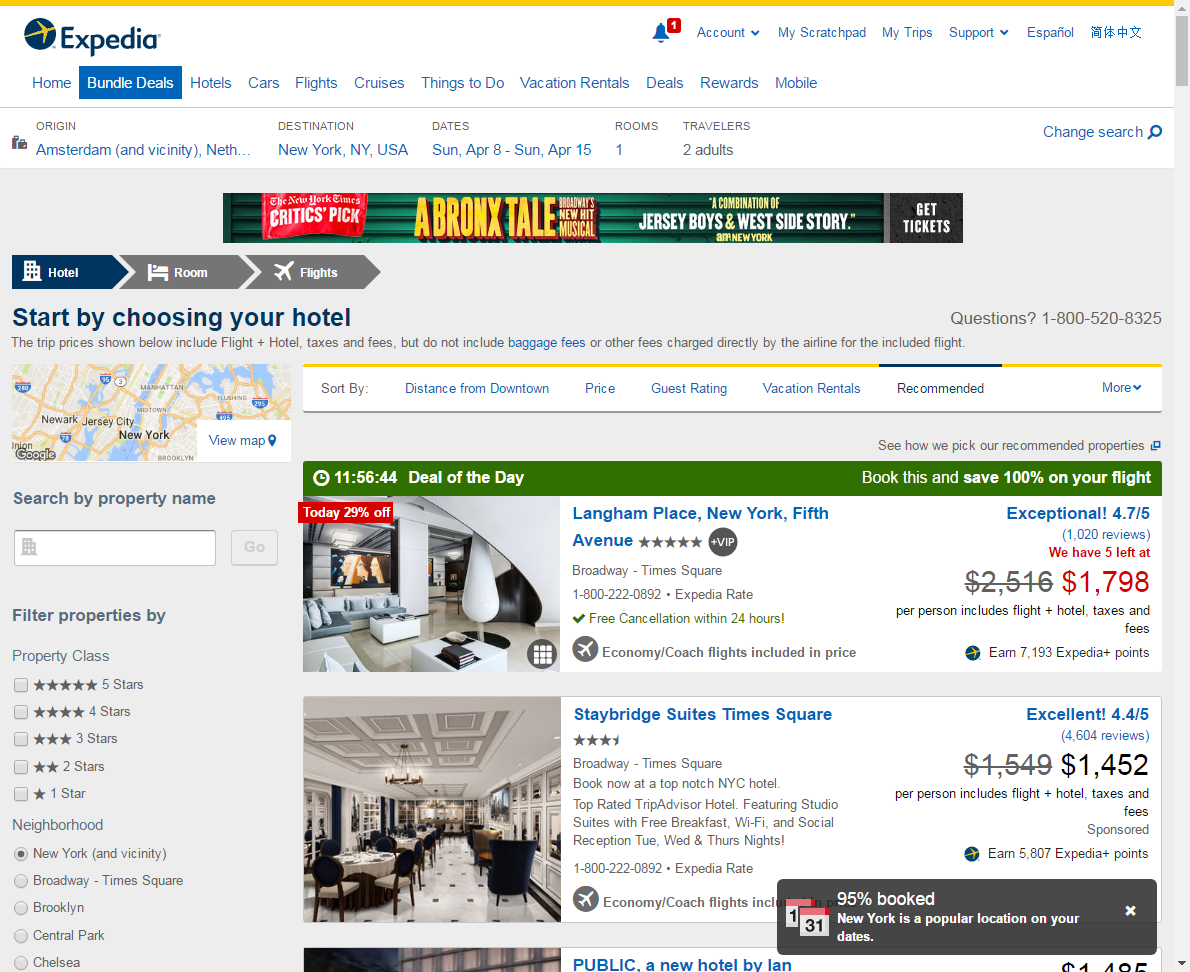 Expedia
1
Account
My Scratchpad
My Trips
Support
Español
简体中文
Home
Bundle Deals
Hotels
Cars
Flights
Cruises
Things to Do
Vacation Rentals
Deals
Rewards
Mobile
ORIGIN
Amsterdam (and vicinity), Neth...
DESTINATION
New York, NY, USA
DATES
Sun, Apr 8 - Sun, Apr 15
ROOMS
1
TRAVELERS
2 adults
Change search
The New York Times
CRITICS' PICK
A BRONX TALE
BROADWAY'S
NEW HIT
MUSICAL
"A COMBINATION OF
JERSEY BOYS & WEST SIDE STORY."
amNEWYORK
GET
TICKETS
Hotel
Room
Flights
Start by choosing your hotel
Questions? 1-800-520-8325
The trip prices shown below include Flight + Hotel, taxes and fees, but do not include baggage fees or other fees charged directly by the airline for the included flight.
280
95
3
MANHATTAN
FLUSHING
295
495
MIDTOWN
Newark
Jersey City
New York
78
Union
Google
BROOKLYN
View map
Sort By:
Distance from Downtown
Price
Guest Rating
Vacation Rentals
Recommended
More
See how we pick our recommended properties
Search by property name
Go
Filter properties by
Property Class
5 Stars
4 Stars
3 Stars
2 Stars
1 Star
Neighborhood
New York (and vicinity)
Broadway - Times Square
Brooklyn
Central Park
Chelsea
11:56:44 Deal of the Day
Book this and save 100% on your flight
Today 29% off
Langham Place, New York, Fifth
Avenue
+VIP
Broadway - Times Square
1-800-222-0892 • Expedia Rate
Free Cancellation within 24 hours!
Economy/Coach flights included in price
Exceptional! 4.7/5
(1,020 reviews)
We have 5 left at
$2,516 $1,798
per person includes flight + hotel, taxes and
fees
Earn 7,193 Expedia+ points
Staybridge Suites Times Square
Broadway - Times Square
Book now at a top notch NYC hotel.
Top Rated TripAdvisor Hotel. Featuring Studio
Suites with Free Breakfast, Wi-Fi, and Social
Reception Tue, Wed & Thurs Nights!
1-800-222-0892 • Expedia Rate
Economy/Coach flights included in
Excellent! 4.4/5
(4,604 reviews)
$1,549 $1,452
per person includes flight + hotel, taxes and
fees
Sponsored
Earn 5,807 Expedia+ points
1
31
95% booked
New York is a popular location on your
dates.
PUBLIC, a new hotel by Ian
$1,485